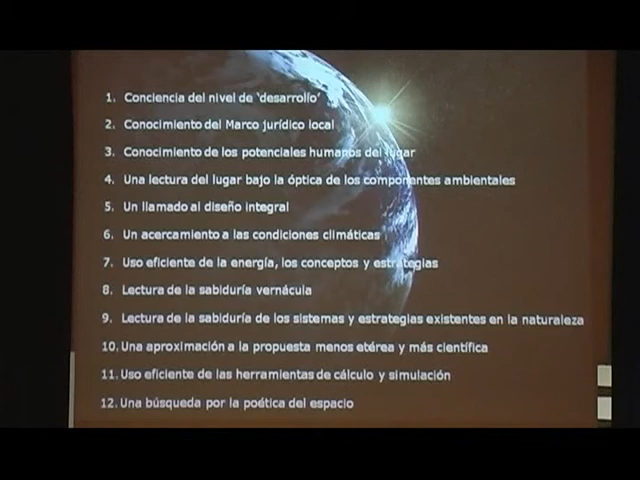 1. Conciencia del nivel de 'desarrollo'
2. Conocimiento del Marco jurídico local
3. Conocimiento de los potenciales humanos del lugar
4. Una lectura del lugar bajo la óptica de los componentes ambientales
5. Un llamado al diseño integral
6. Un acercamiento a las condiciones climáticas
7. Uso eficiente de la energía, los conceptos y estrategias
8. Lectura de la sabiduría vernácula
9. Lectura de la sabiduría de los sistemas y estrategias existentes en la naturaleza
10. Una aproximación a la propuesta menos etérea y más científica
11. Uso eficiente de las herramientas de cálculo y simulación
12. Una búsqueda por la poética del espacio